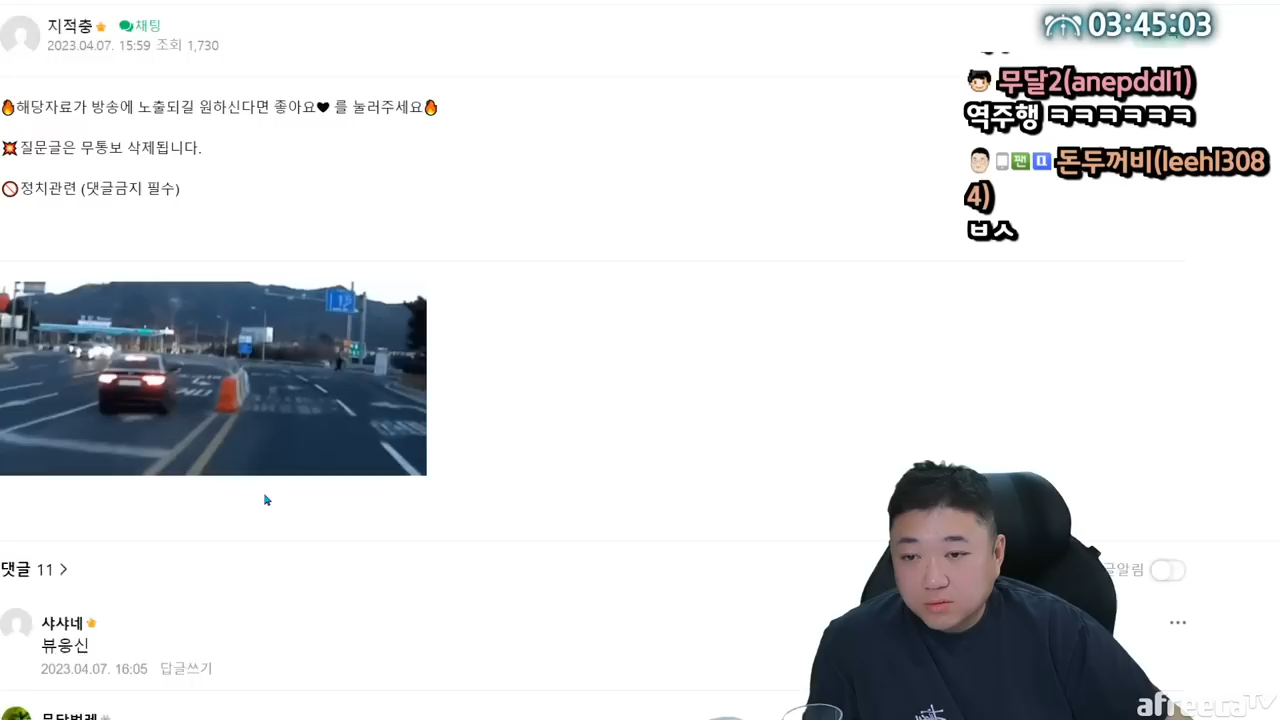 지적충 채팅
2023.04.07. 15:59 조회 1,730
03:45:03
🔥해당자료가 방송에 노출되길 원하신다면 좋아요🖤 를 눌러주세요🔥
💥질문글은 무통보 삭제됩니다.
🚫정치관련 (댓글금지 필수)
무달2(anepddl1)
역주행 ㅋㅋㅋㅋㅋㅋ
팬 돈두꺼비(leehl308
4)
ㅂㅅ
댓글 11 >
글알림
샤샤네
뷰웅신
2023.04.07. 16:05 답글쓰기
afreecaTV